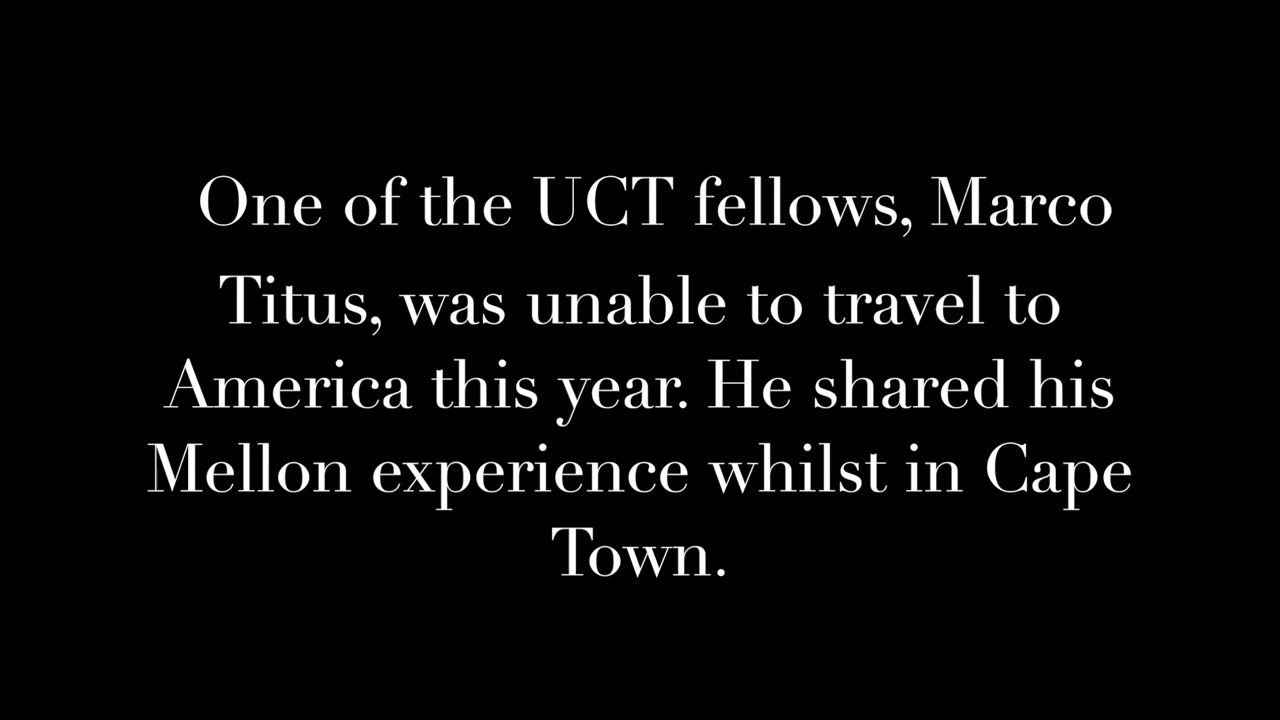 One of the UCT fellows, Marco
Titus, was unable to travel to
America this year. He shared his
Mellon experience whilst in Cape
Town.